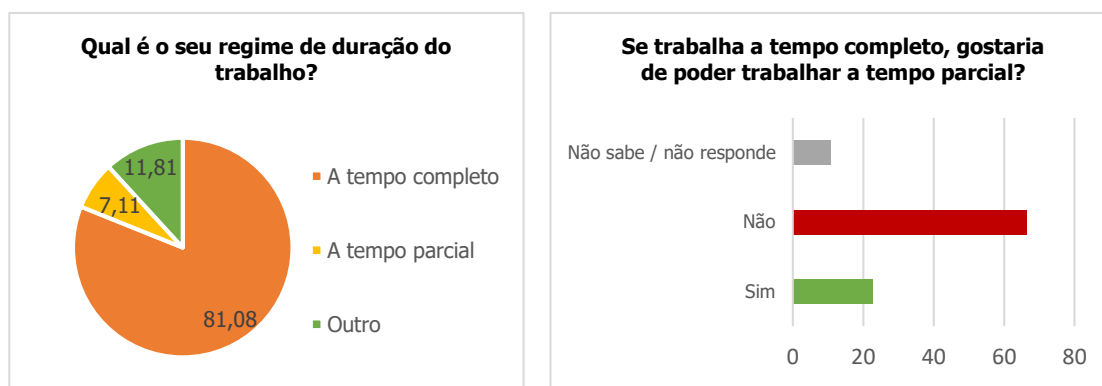 Qual é o seu regime de duração do
trabalho?
11,81
7,11
81,08
A tempo completo
A tempo parcial
Outro
Se trabalha a tempo completo, gostaria
de poder trabalhar a tempo parcial?
Não sabe / não responde
Não
Sim
0 20 40 60 80